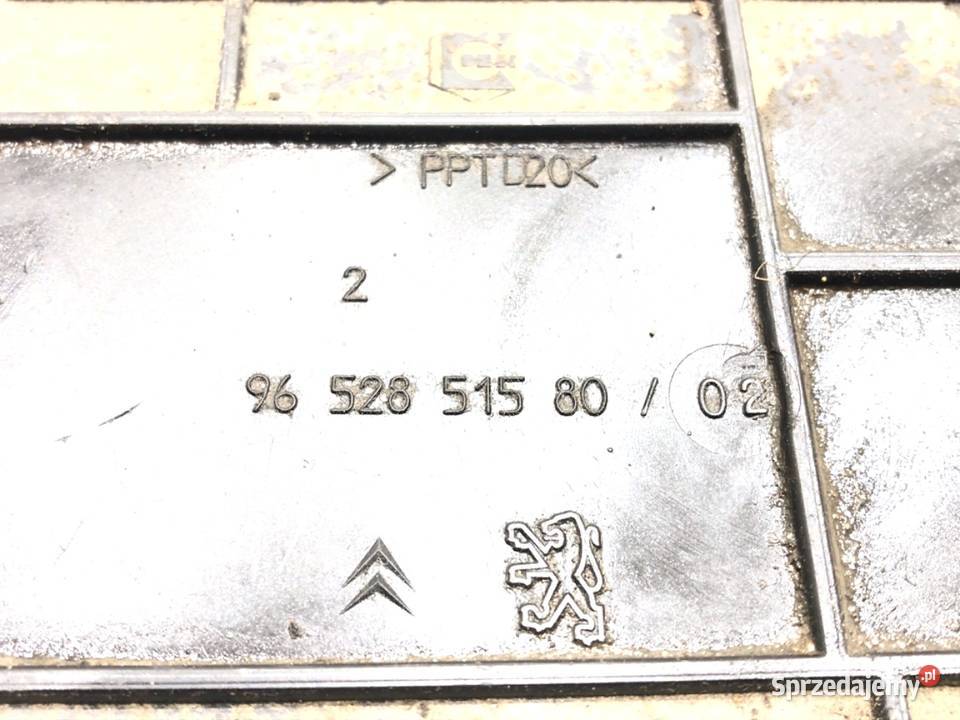 > PPTD20<
2
96 528 515 80 / 02
Sprzedajemy.pl